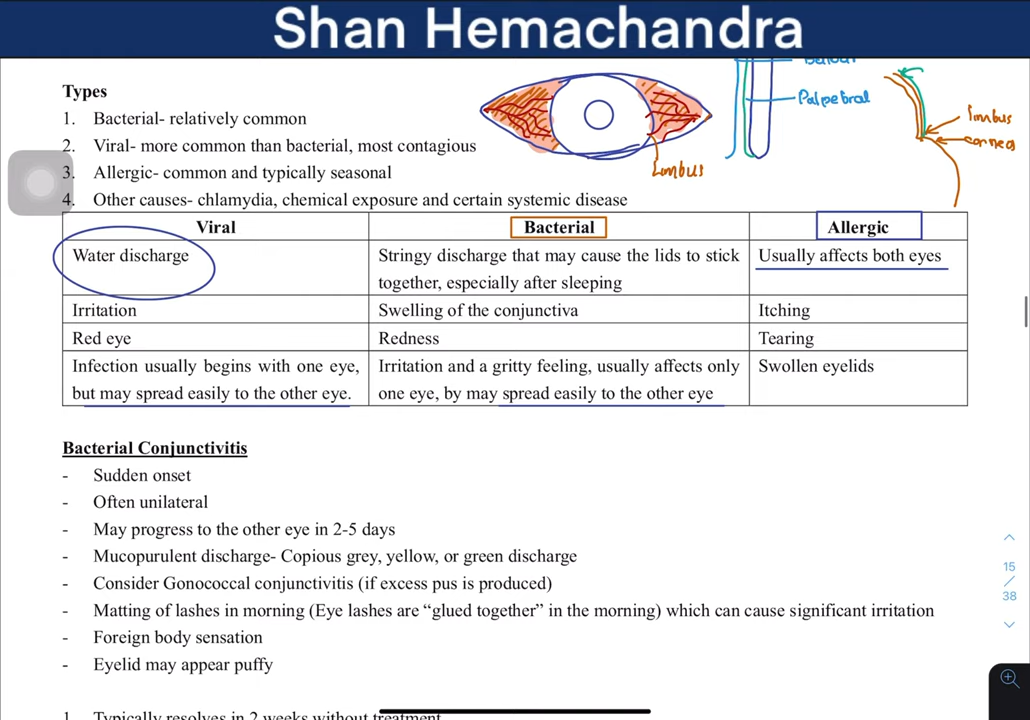 Shan Hemachandra
Types
1. Bacterial- relatively common
2. Viral- more common than bacterial, most contagious
3. Allergic- common and typically seasonal
4. Other causes- chlamydia, chemical exposure and certain systemic disease
Palpebral
Limbus
limbus
cornea
Viral Bacterial Allergic
Water discharge
Stringy discharge that may cause the lids to stick
together, especially after sleeping
Usually affects both eyes
Irritation
Swelling of the conjunctiva
Itching
Red eye
Redness
Tearing
Infection usually begins with one eye,
but may spread easily to the other eye.
Irritation and a gritty feeling, usually affects only
one eye, by may spread easily to the other eye
Swollen eyelids
Bacterial Conjunctivitis
- Sudden onset
- Often unilateral
- May progress to the other eye in 2-5 days
- Mucopurulent discharge- Copious grey, yellow, or green discharge
- Consider Gonococcal conjunctivitis (if excess pus is produced)
- Matting of lashes in morning (Eye lashes are “glued together” in the morning) which can cause significant irritation
- Foreign body sensation
- Eyelid may appear puffy
1. Typically resolves in 2 weeks without treatment
15
/
38